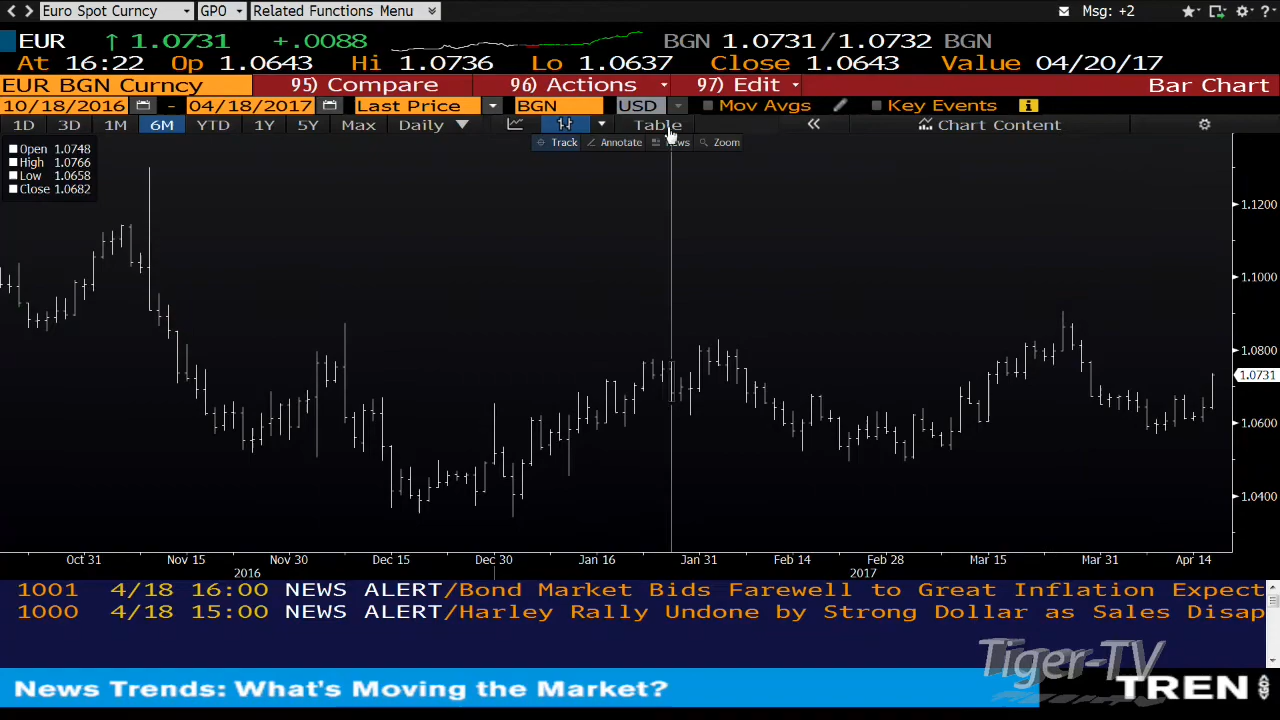 Euro Spot Curncy GPO Related Functions Menu Msg: +2
EUR ↑ 1.0731 +.0088 BGN 1.0731/1.0732 BGN
At 16:22 Op 1.0643 Hi 1.0736 Lo 1.0637 Close 1.0643 Value 04/20/17
EUR BGN Curncy 95) Compare 96) Actions 97) Edit Bar Chart
10/18/2016 - 04/18/2017 Last Price BGN USD Mov Avgs Key Events
1D 3D 1M 6M YTD 1Y 5Y Max Daily Table « Chart Content
Track Annotate Zoom
Open 1.0748
High 1.0766
Low 1.0658
Close 1.0682
1.1200
1.1000
1.0800
1.0731
1.0600
1.0400
Oct 31 Nov 15 Nov 30 Dec 15 Dec 30 Jan 16 Jan 31 Feb 14 Feb 28 Mar 15 Mar 31 Apr 14
2016 2017
1001 4/18 16:00 NEWS ALERT/Bond Market Bids Farewell to Great Inflation Expect
1000 4/18 15:00 NEWS ALERT/Harley Rally Undone by Strong Dollar as Sales Disap
Tiger-TV
News Trends: What's Moving the Market? TREN